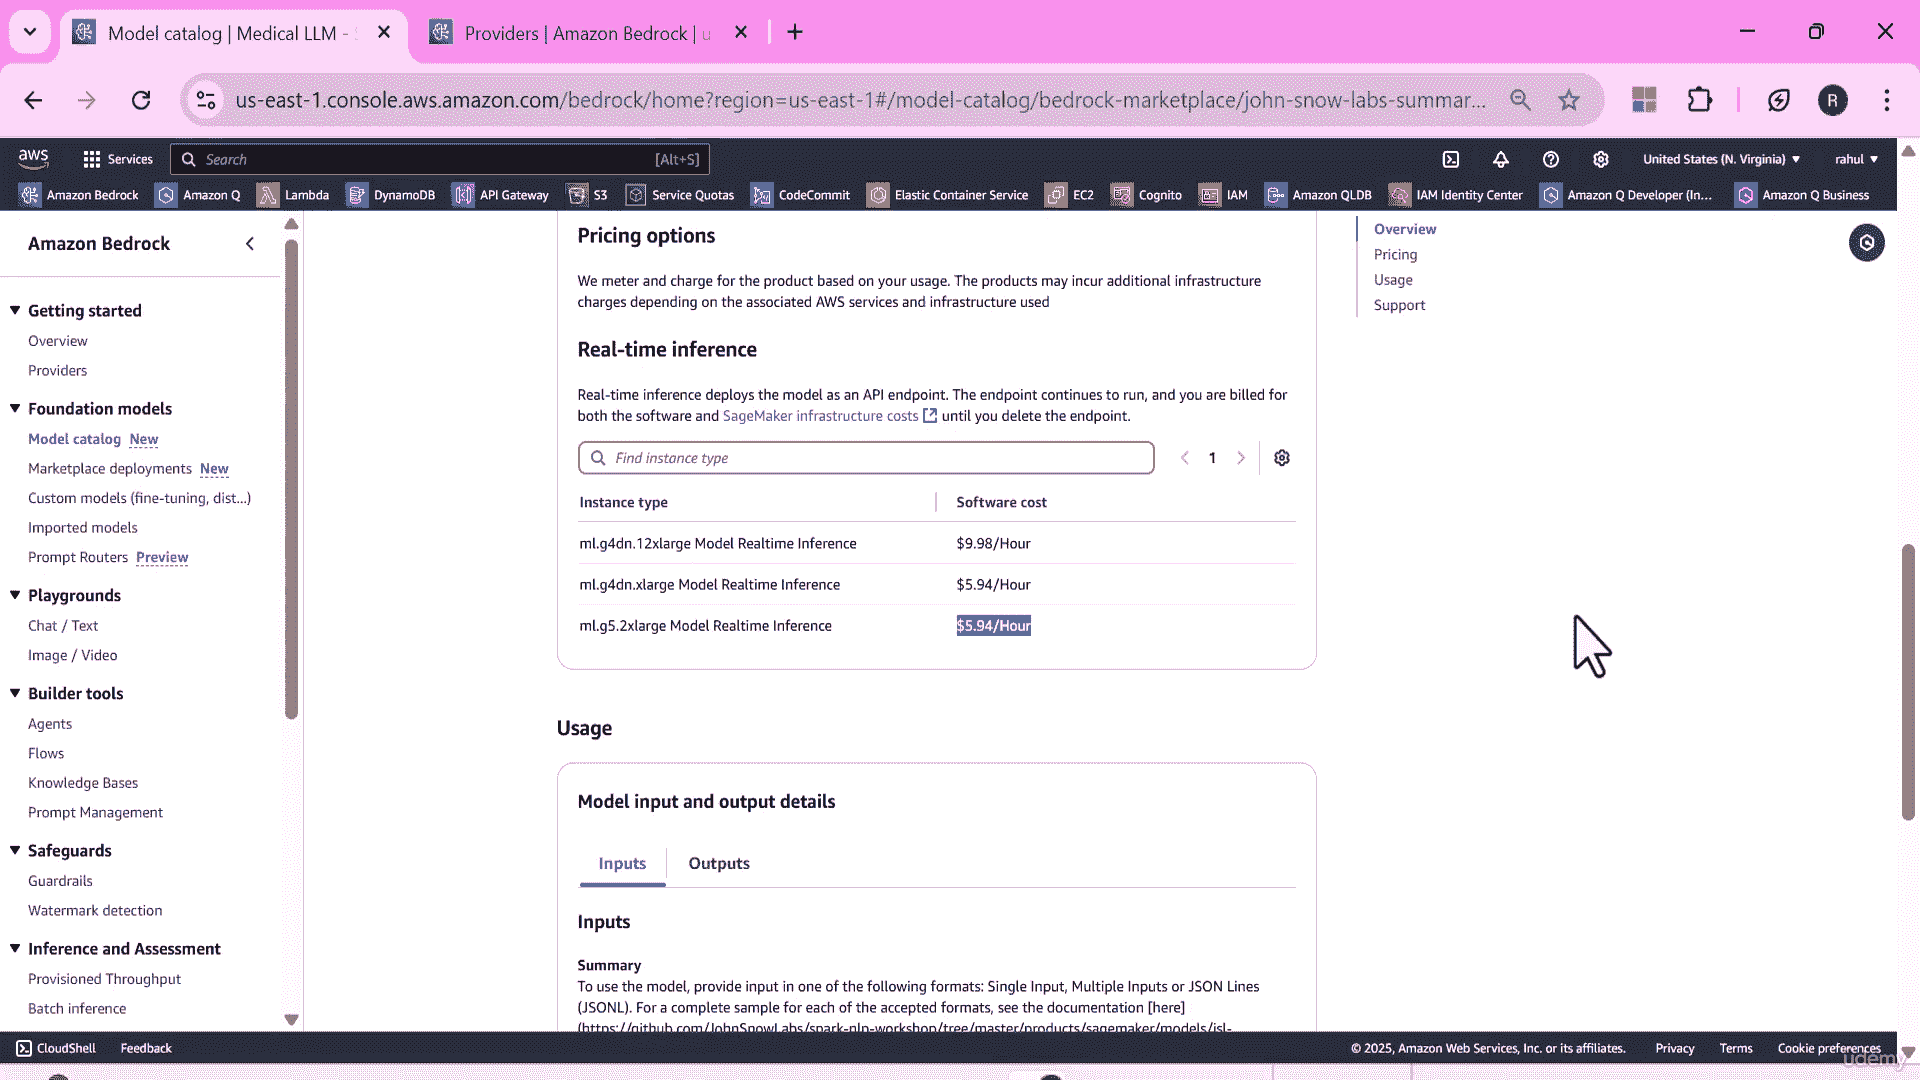 Model catalog | Medical LLM -
Providers | Amazon Bedrock | u
us-east-1.console.aws.amazon.com/bedrock/home?region=us-east-1#/model-catalog/bedrock-marketplace/john-snow-labs-summar...
R
aws
Services
Search
[Alt+S]
United States (N. Virginia)
rahul
Amazon Bedrock
Amazon Q
Lambda
DynamoDB
API Gateway
S3
Service Quotas
CodeCommit
Elastic Container Service
EC2
Cognito
IAM
Amazon QLDB
IAM Identity Center
Amazon Q Developer (In...
Amazon Q Business
Amazon Bedrock
Getting started
Overview
Providers
Foundation models
Model catalog New
Marketplace deployments New
Custom models (fine-tuning, dist...)
Imported models
Prompt Routers Preview
Playgrounds
Chat / Text
Image / Video
Builder tools
Agents
Flows
Knowledge Bases
Prompt Management
Safeguards
Guardrails
Watermark detection
Inference and Assessment
Provisioned Throughput
Batch inference
Pricing options
We meter and charge for the product based on your usage. The products may incur additional infrastructure
charges depending on the associated AWS services and infrastructure used
Real-time inference
Real-time inference deploys the model as an API endpoint. The endpoint continues to run, and you are billed for
both the software and SageMaker infrastructure costs until you delete the endpoint.
Find instance type
1
Instance type
Software cost
ml.g4dn.12xlarge Model Realtime Inference
$9.98/Hour
ml.g4dn.xlarge Model Realtime Inference
$5.94/Hour
ml.g5.2xlarge Model Realtime Inference
$5.94/Hour
Usage
Model input and output details
Inputs
Outputs
Inputs
Summary
To use the model, provide input in one of the following formats: Single Input, Multiple Inputs or JSON Lines
(JSONL). For a complete sample for each of the accepted formats, see the documentation [here]
(https://github.com/JohnSnowLabs/spark-nlp-workshop/tree/master/products/sagemaker/models/jsl-
Overview
Pricing
Usage
Support
CloudShell
Feedback
© 2025, Amazon Web Services, Inc. or its affiliates.
Privacy
Terms
Cookie preferences
udemy